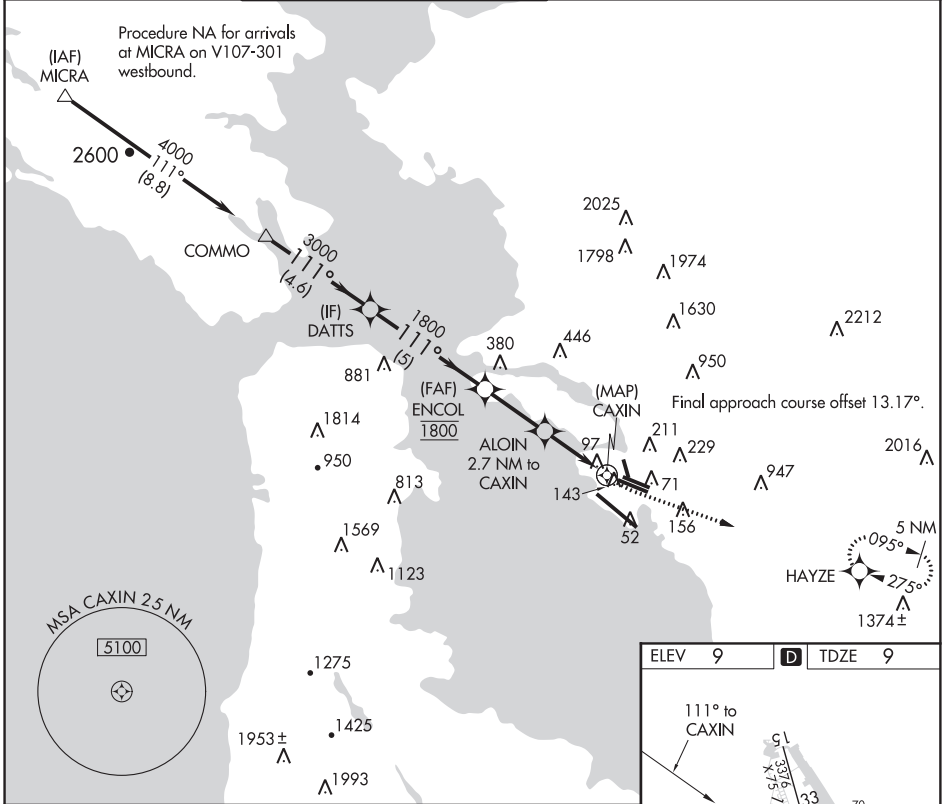 Procedure NA for arrivals
at MICRA on V107-301
westbound.
(IAF)
MICRA
2600
4000
111°
(8.8)
COMMO
3000
111°
(4.6)
(IF)
DATTS
1800
111°
(5)
2025
1798
1974
1630
2212
380
446
950
881
(FAF)
ENCOL
1800
(MAP)
CAXIN
Final approach course offset 13.17°.
1814
950
ALOIN
2.7 NM to
CAXIN
97
211
229
2016
813
143
71
947
1569
52
156
5 NM
1123
095°
HAYZE
275°
1374 ±
MSA CAXIN 25 NM
5100
1275
1425
1953 ±
1993
ELEV 9
D
TDZE 9
111° to
CAXIN
15
3376
X 75
33